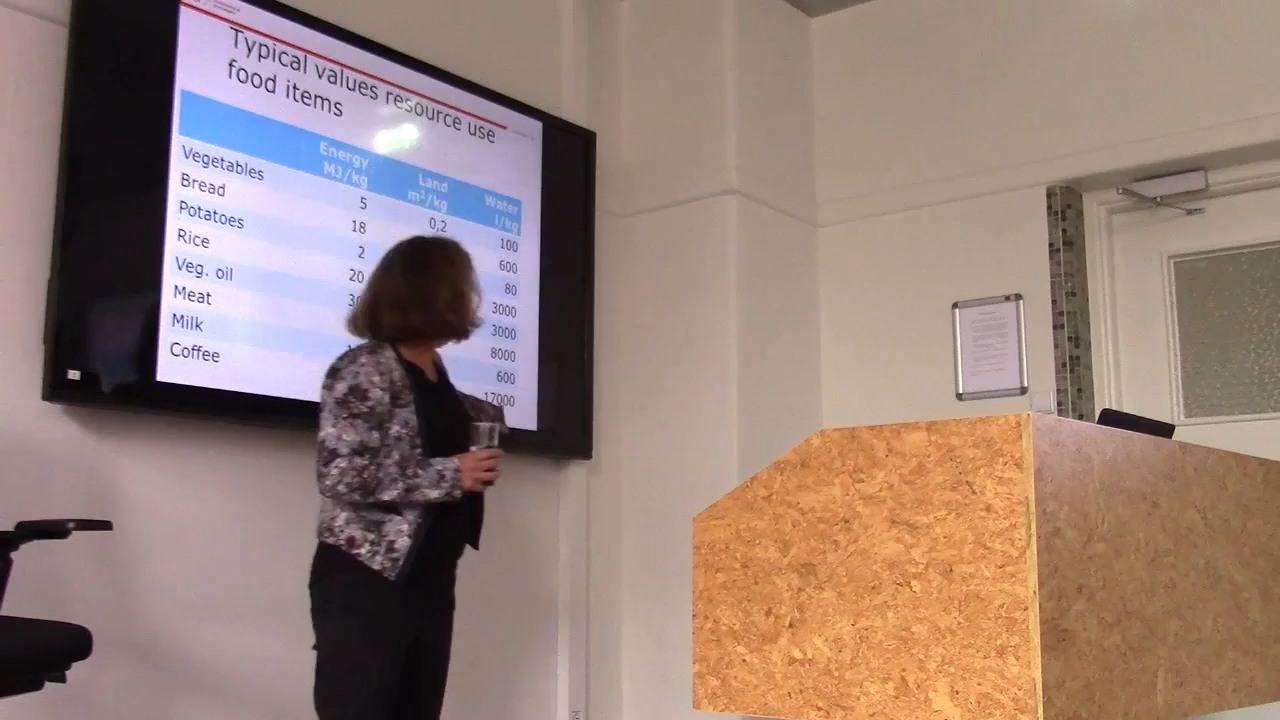 Typical values resource use
food items
Energy MJ/kg Land m²/kg Water l/kg
Vegetables 5 0,2 100
Bread 18 600
Potatoes 2 80
Rice 20 3000
Veg. oil 3000
Meat 8000
Milk 600
Coffee 17000